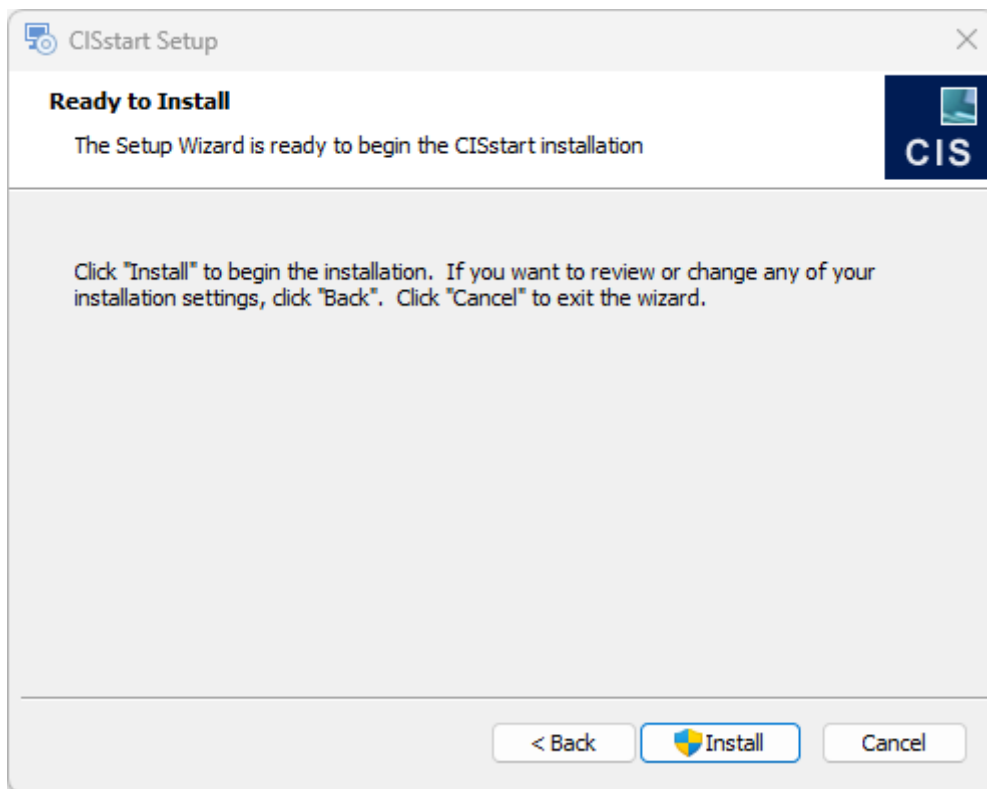 CISstart Setup
Ready to Install
The Setup Wizard is ready to begin the CISstart installation
CIS
Click "Install" to begin the installation.  If you want to review or change any of your
installation settings, click "Back".  Click "Cancel" to exit the wizard.
< Back
Install
Cancel